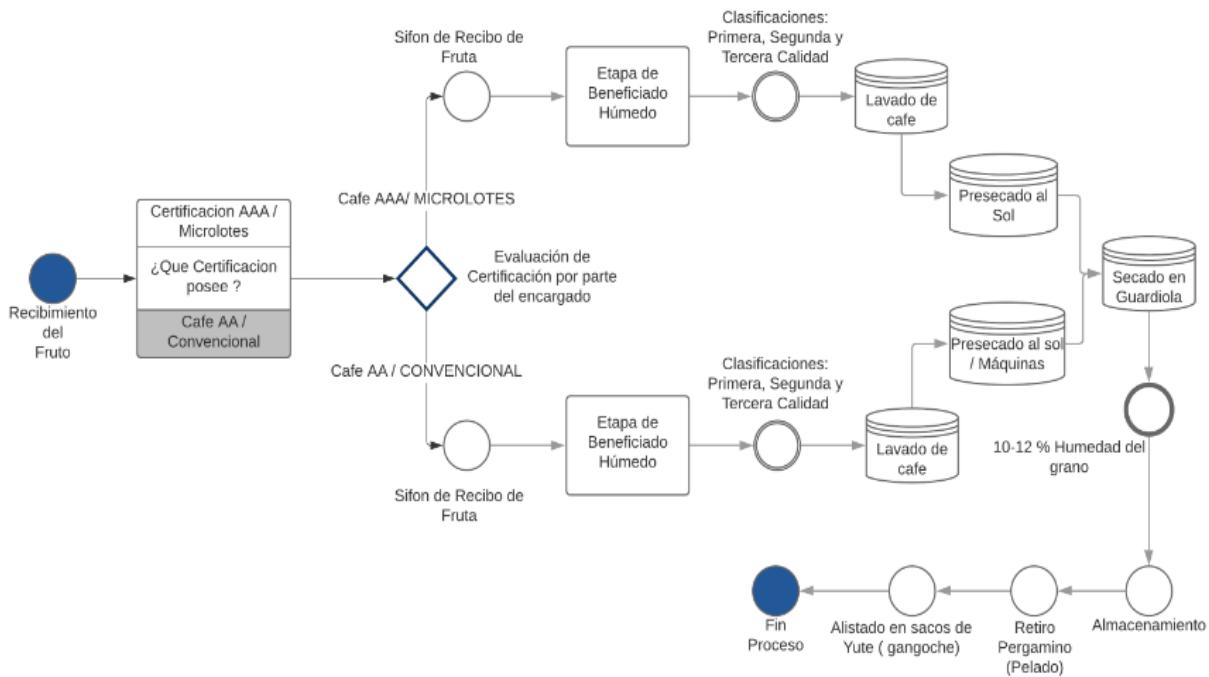 Clasificaciones:
Primera, Segunda y
Tercera Calidad
Sifon de Recibo de
Fruta
Etapa de
Beneficiado
Húmedo
Lavado de
cafe
Cafe AAA/ MICROLOTES
Presecado al
Sol
Certificacion AAA /
Microlotes
¿Que Certificacion
posee ?
Cafe AA /
Convencional
Recibimiento
del
Fruto
Evaluación de
Certificación por parte
del encargado
Secado en
Guardiola
Cafe AA / CONVENCIONAL
Sifon de Recibo de
Fruta
Etapa de
Beneficiado
Húmedo
Clasificaciones:
Primera, Segunda y
Tercera Calidad
Lavado de
cafe
Presecado al sol
/ Máquinas
10-12 % Humedad del
grano
Almacenamiento
Retiro
Pergamino
(Pelado)
Alistado en sacos de
Yute ( gangoche)
Fin
Proceso